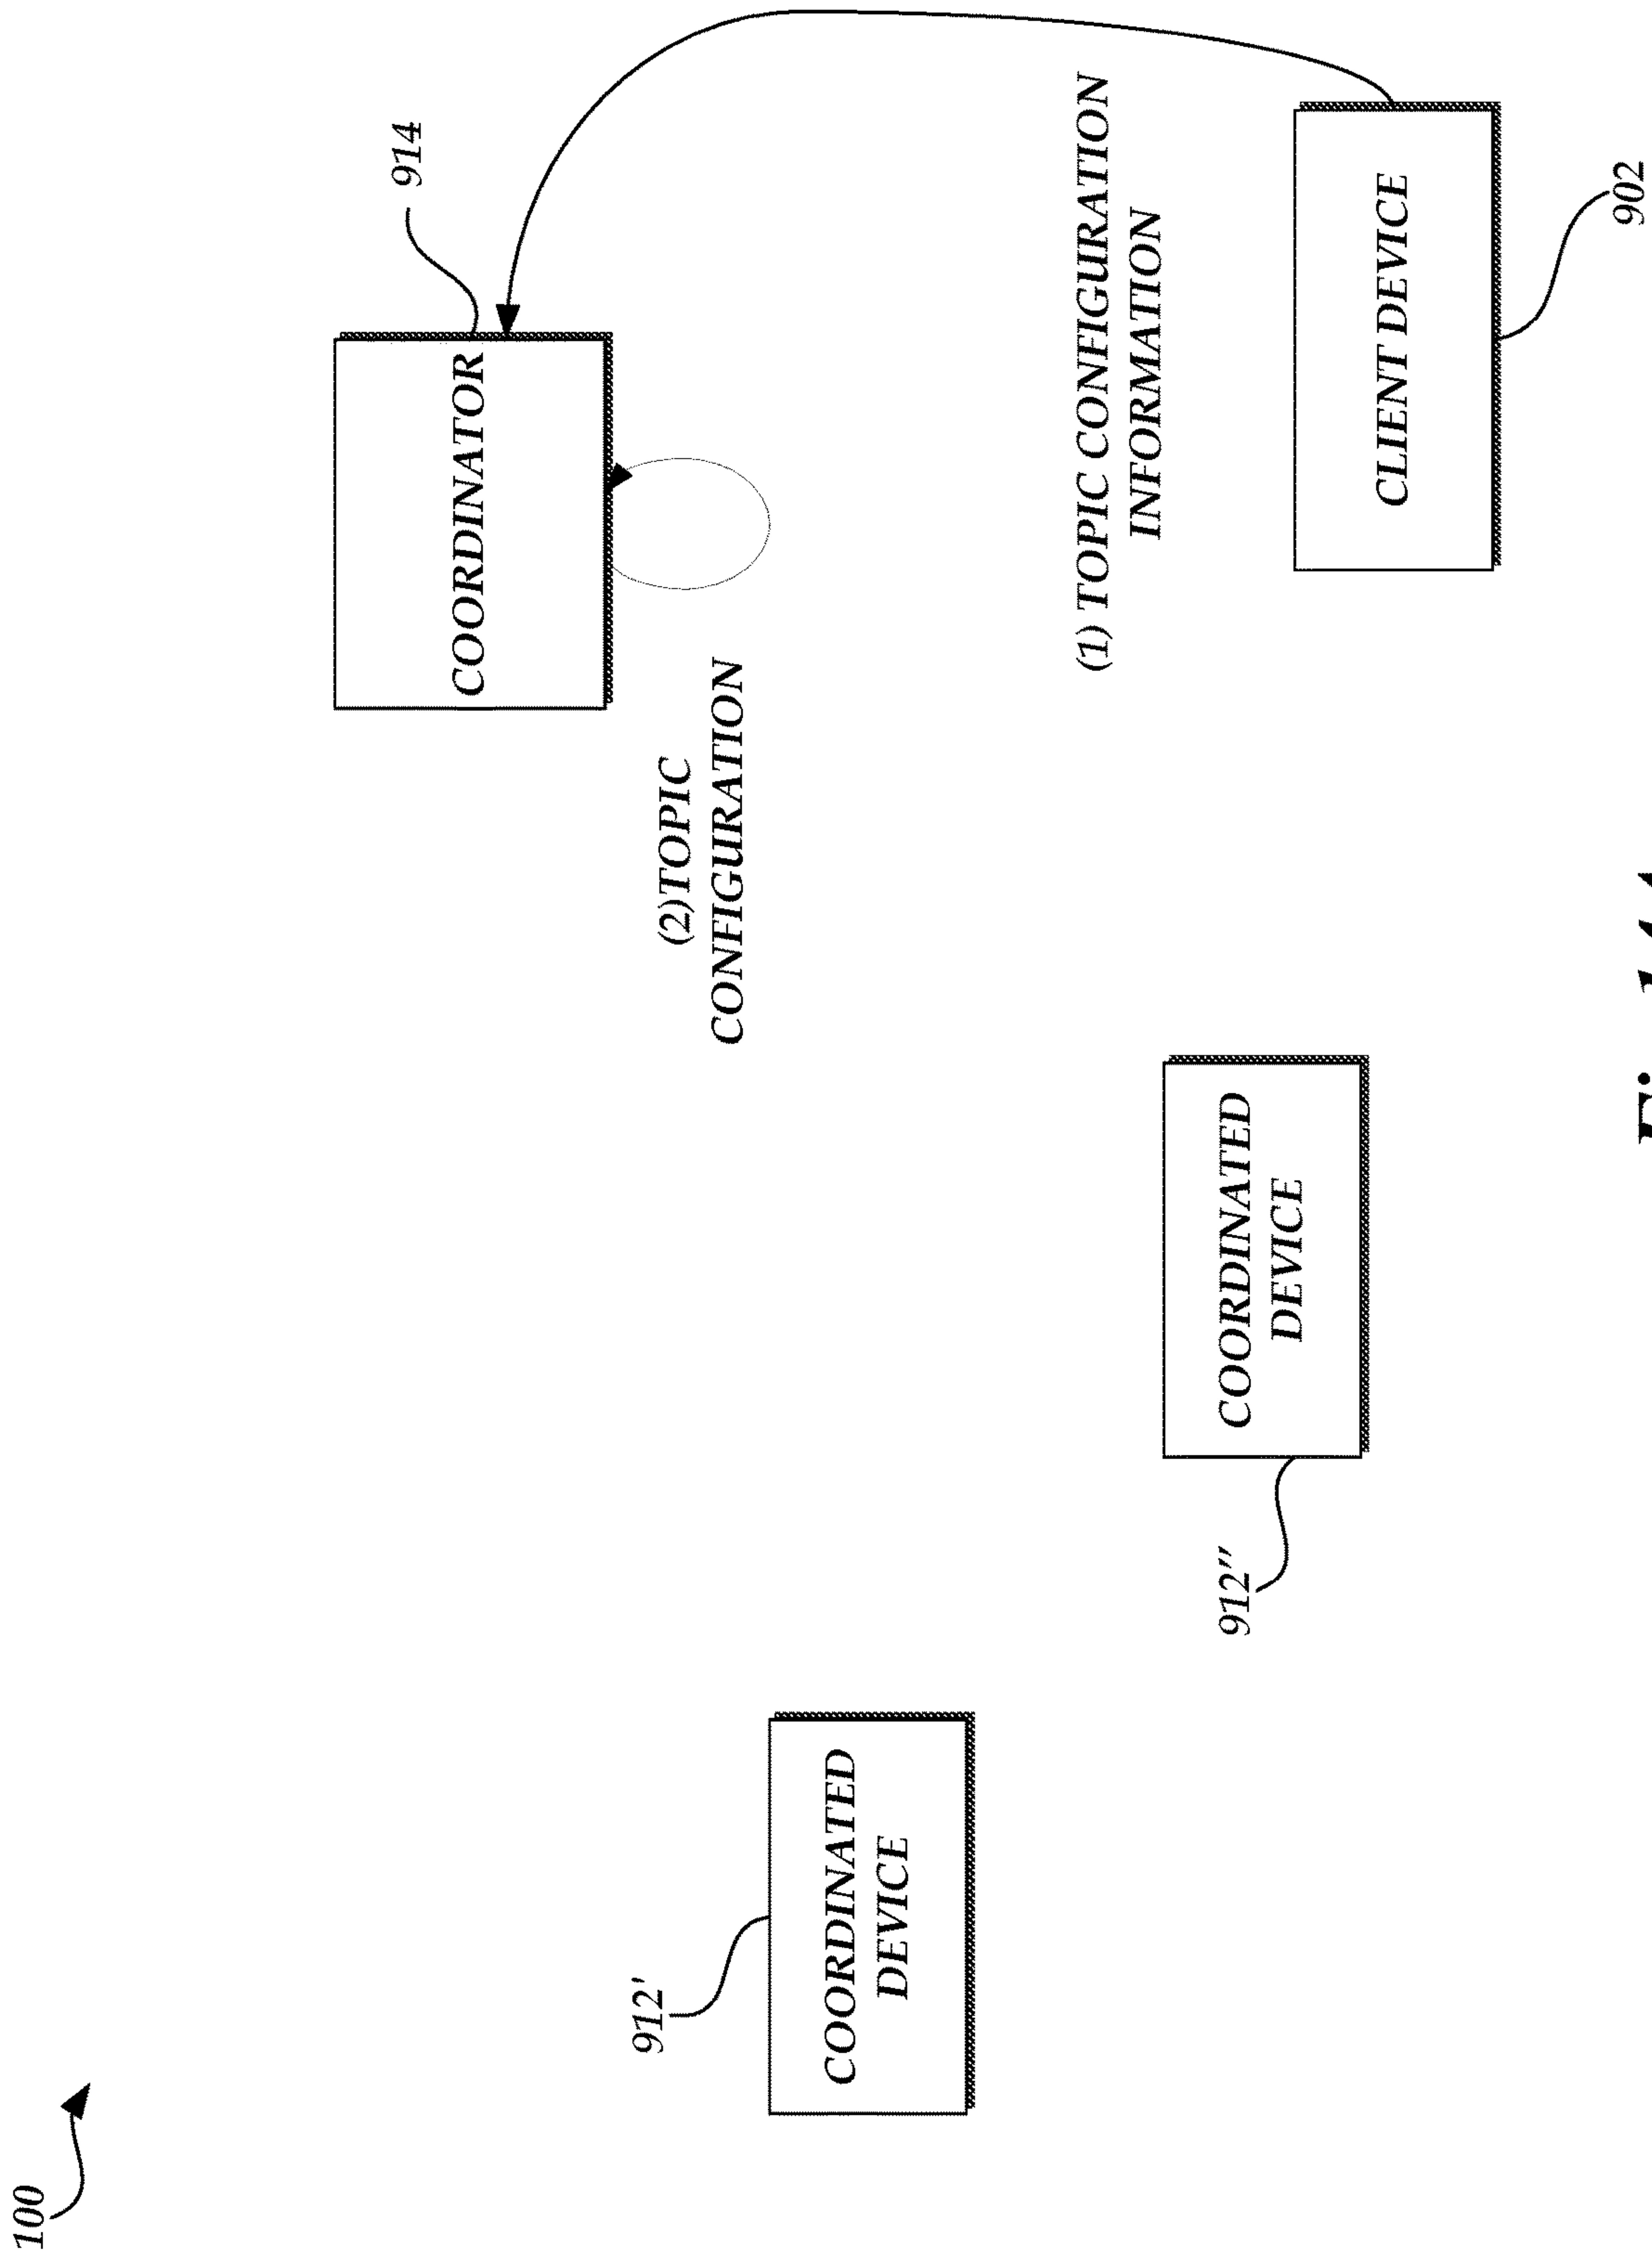 100
914
COORDINATOR
912'
(2)TOPIC
CONFIGURATION
COORDINATED
DEVICE
(1) TOPIC CONFIGURATION
INFORMATION
912"
COORDINATED
DEVICE
CLIENT DEVICE
902